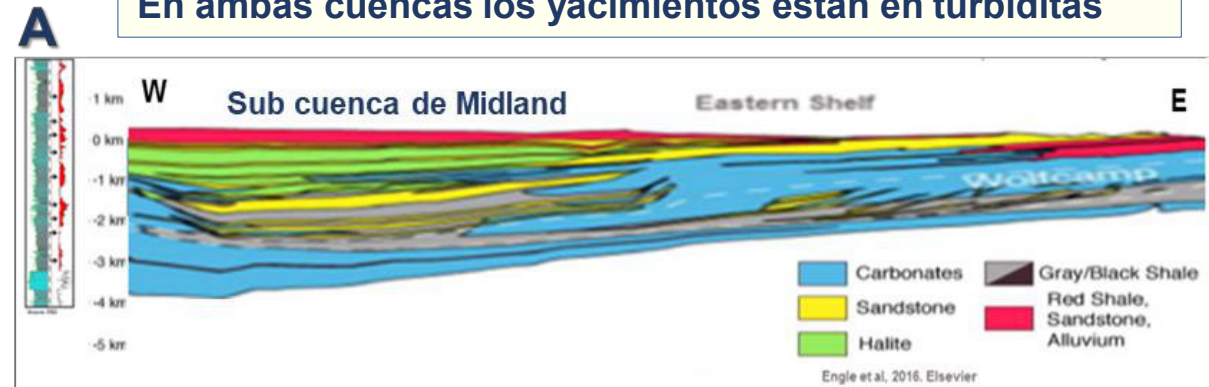 En ambas cuencas los yacimientos están en turbiditas
A
W
Sub cuenca de Midland
Eastern Shelf
E
1 km
0 km
-1 km
-2 km
-3 km
-4 km
-5 km
Wolfcamp
Carbonates
Sandstone
Halite
Gray/Black Shale
Red Shale,
Sandstone,
Alluvium
Engle et al, 2016. Elsevier